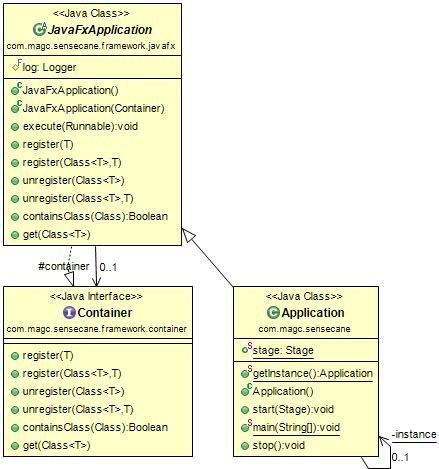 <<Java Class>>
JavaFxApplication
com.magc.sensecane.framework.javafx
log: Logger
JavaFxApplication()
JavaFxApplication(Container)
execute(Runnable):void
register(T)
register(Class<T>,T)
unregister(Class<T>)
unregister(Class<T>,T)
containsClass(Class):Boolean
get(Class<T>)
#container
0..1
<<Java Interface>>
Container
com.magc.sensecane.framework.container
register(T)
register(Class<T>,T)
unregister(Class<T>)
unregister(Class<T>,T)
containsClass(Class):Boolean
get(Class<T>)
<<Java Class>>
Application
com.magc.sensecane
stage: Stage
getInstance():Application
Application()
start(Stage):void
main(String[]):void
stop():void
-instance
0..1